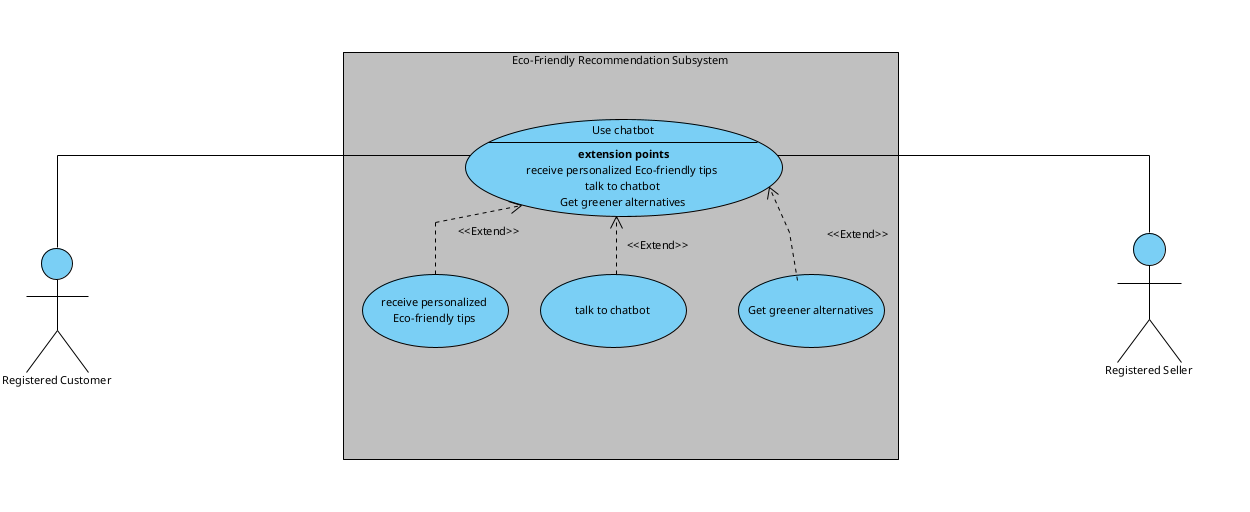 Eco-Friendly Recommendation Subsystem
Use chatbot
extension points
receive personalized Eco-friendly tips
talk to chatbot
Get greener alternatives
<<Extend>>
<<Extend>>
<<Extend>>
receive personalized
Eco-friendly tips
talk to chatbot
Get greener alternatives
Registered Customer
Registered Seller